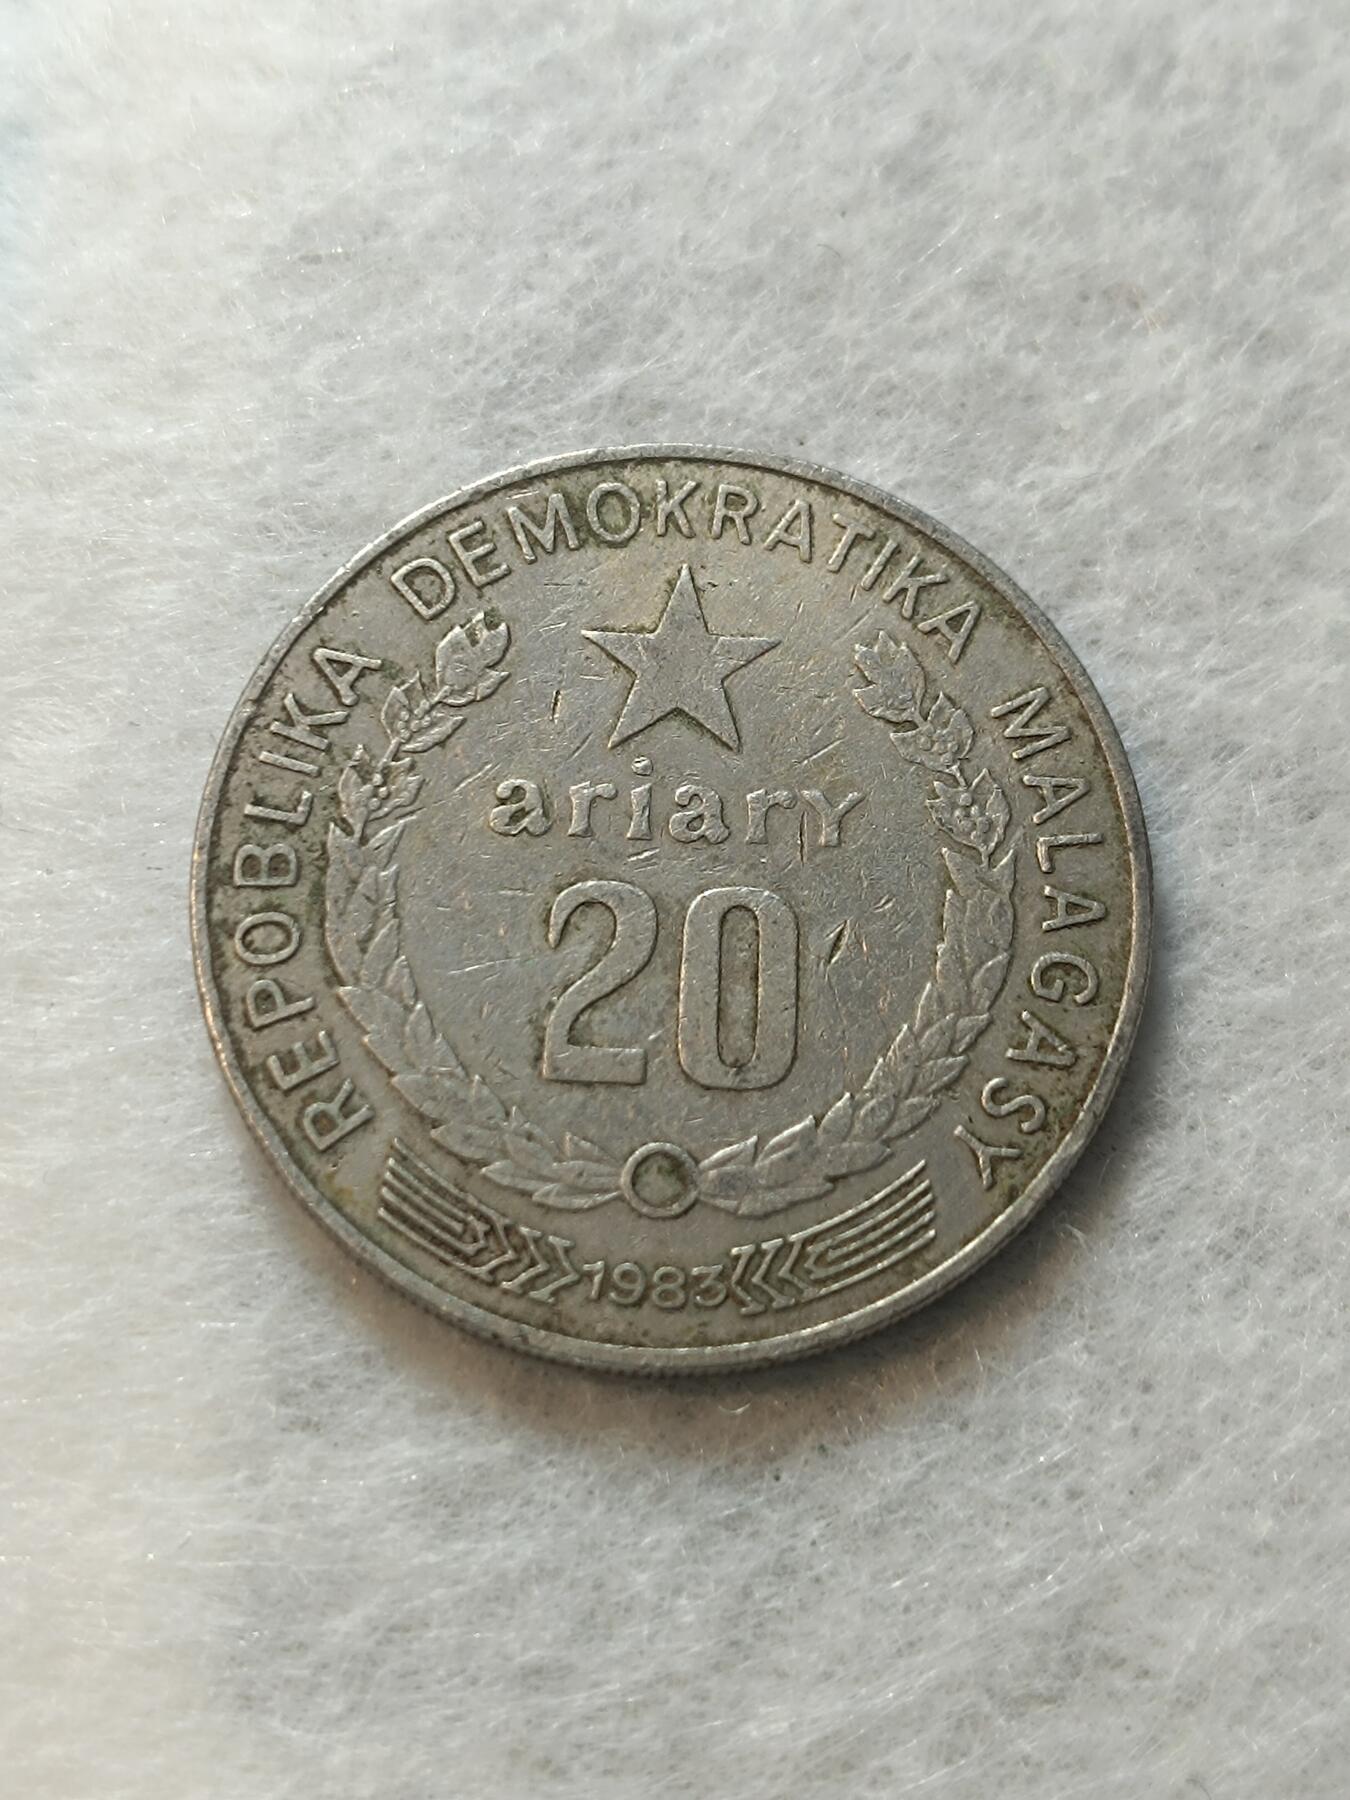 REPOBLIKA DEMOKRATIKA MALAGASY
ariary
20
1983